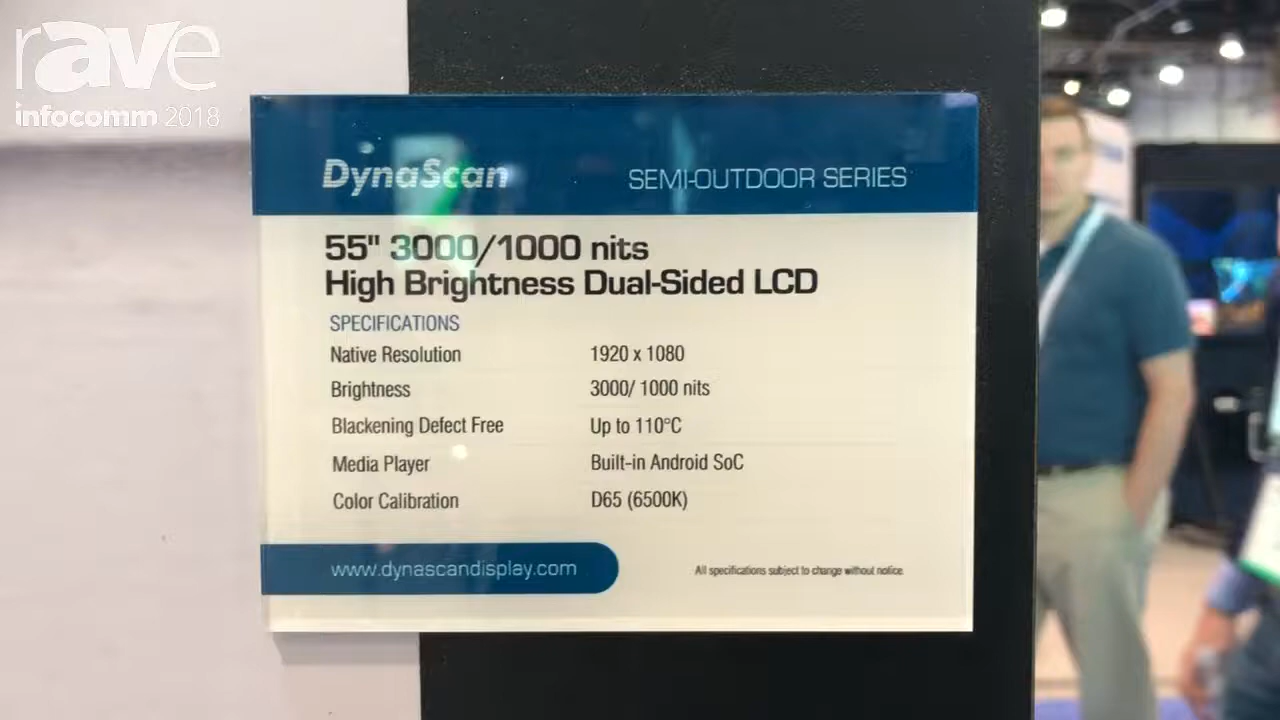 rAVe
infocomm 2018
DynaScan
SEMI-OUTDOOR SERIES
55" 3000/1000 nits
High Brightness Dual-Sided LCD
SPECIFICATIONS
Native Resolution 1920 x 1080
Brightness 3000/ 1000 nits
Blackening Defect Free Up to 110°C
Media Player Built-in Android SoC
Color Calibration D65 (6500K)
www.dynascandisplay.com
All specifications subject to change without notice.